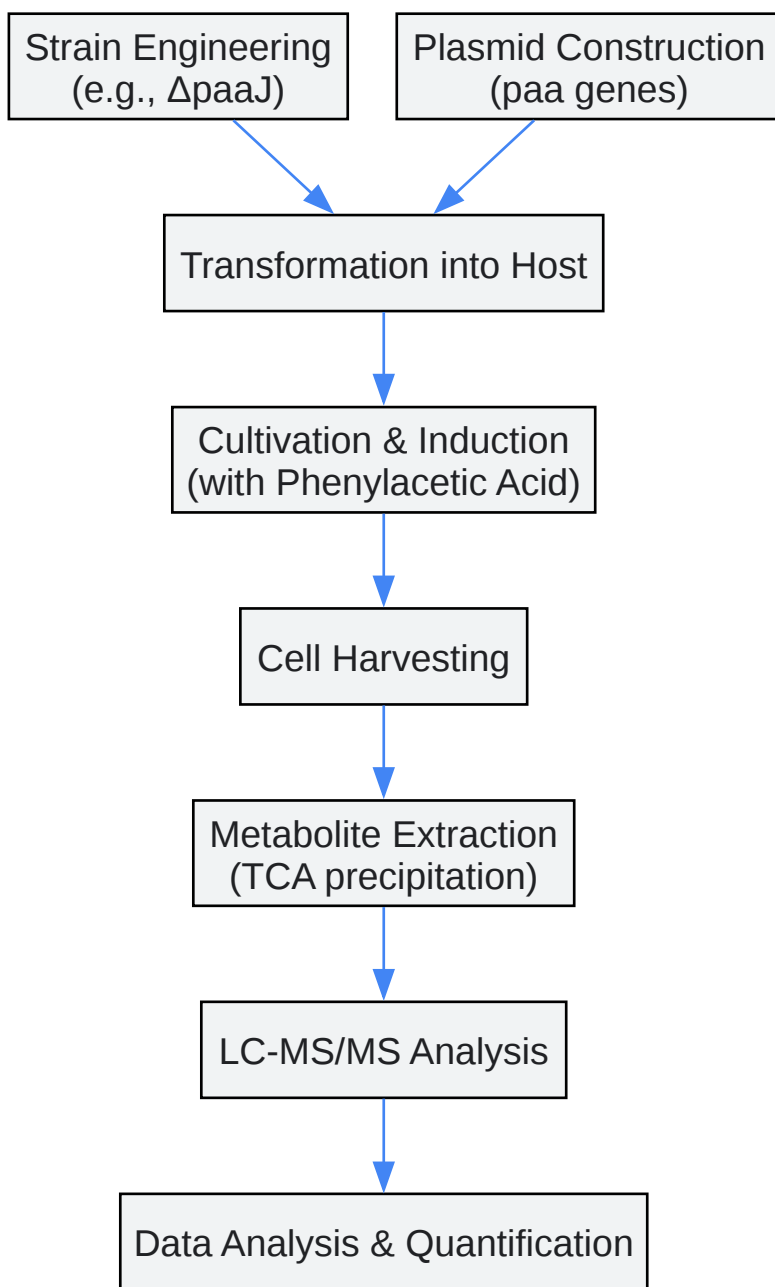 Strain Engineering
(e.g., ΔpaaJ)
Plasmid Construction
(paa genes)
Transformation into Host
Cultivation & Induction
(with Phenylacetic Acid)
Cell Harvesting
Metabolite Extraction
(TCA precipitation)
LC-MS/MS Analysis
Data Analysis & Quantification